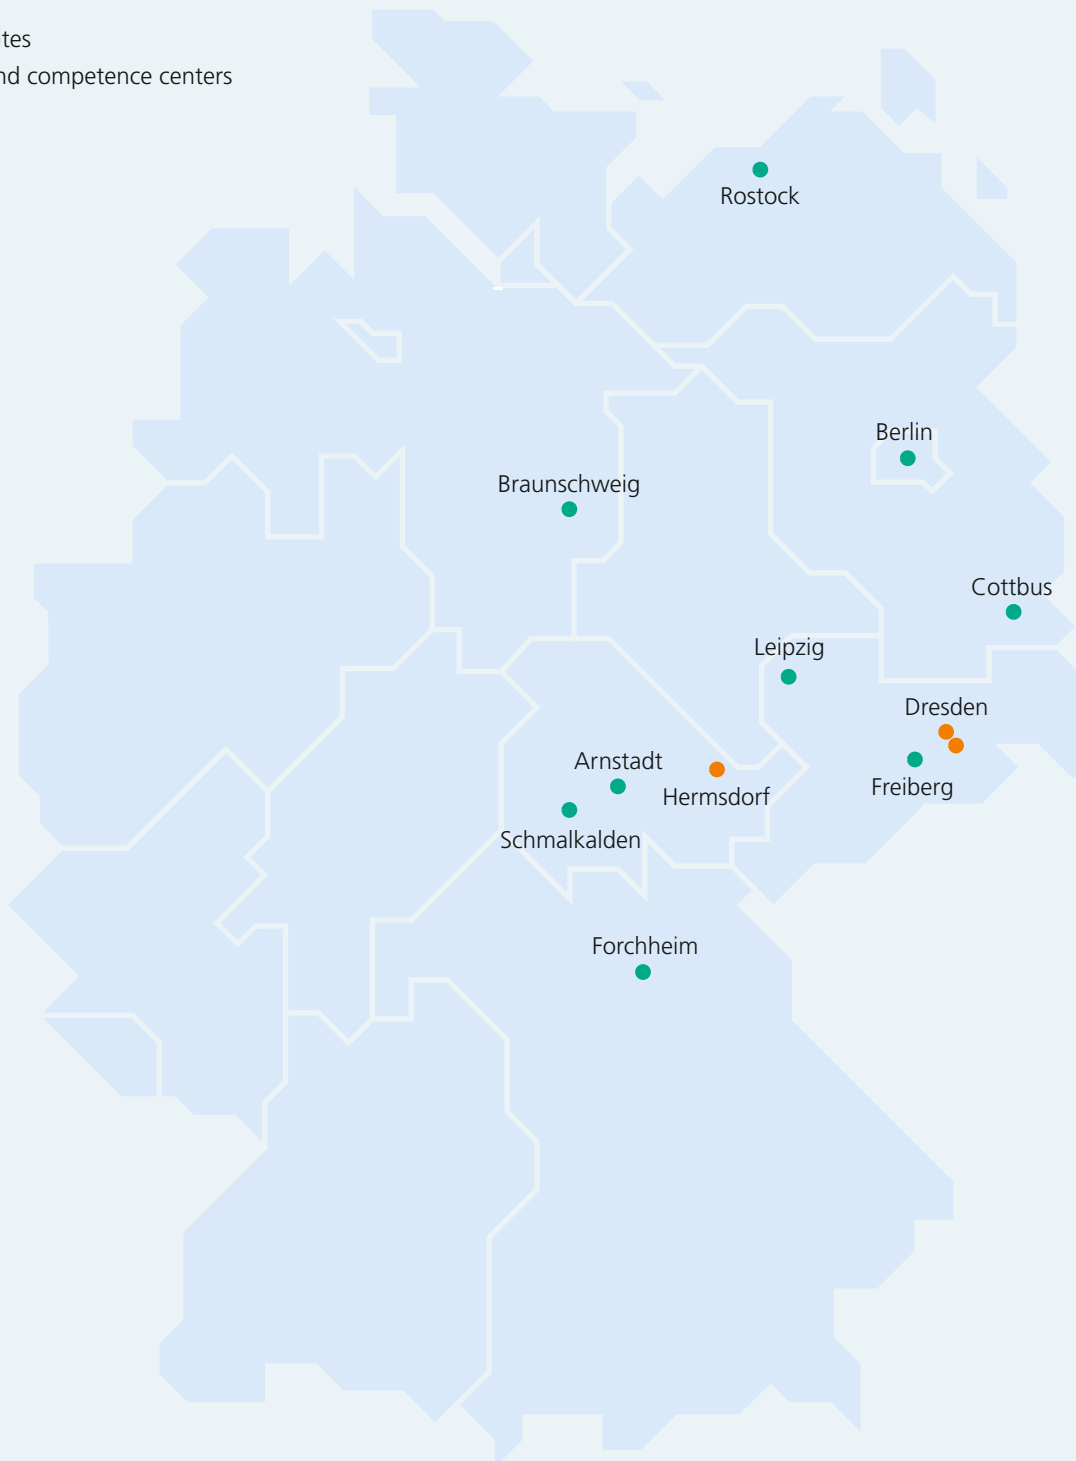 tes
nd competence centers
Rostock
Berlin
Braunschweig
Cottbus
Leipzig
Dresden
Arnstadt
Hermsdorf
Freiberg
Schmalkalden
Forchheim